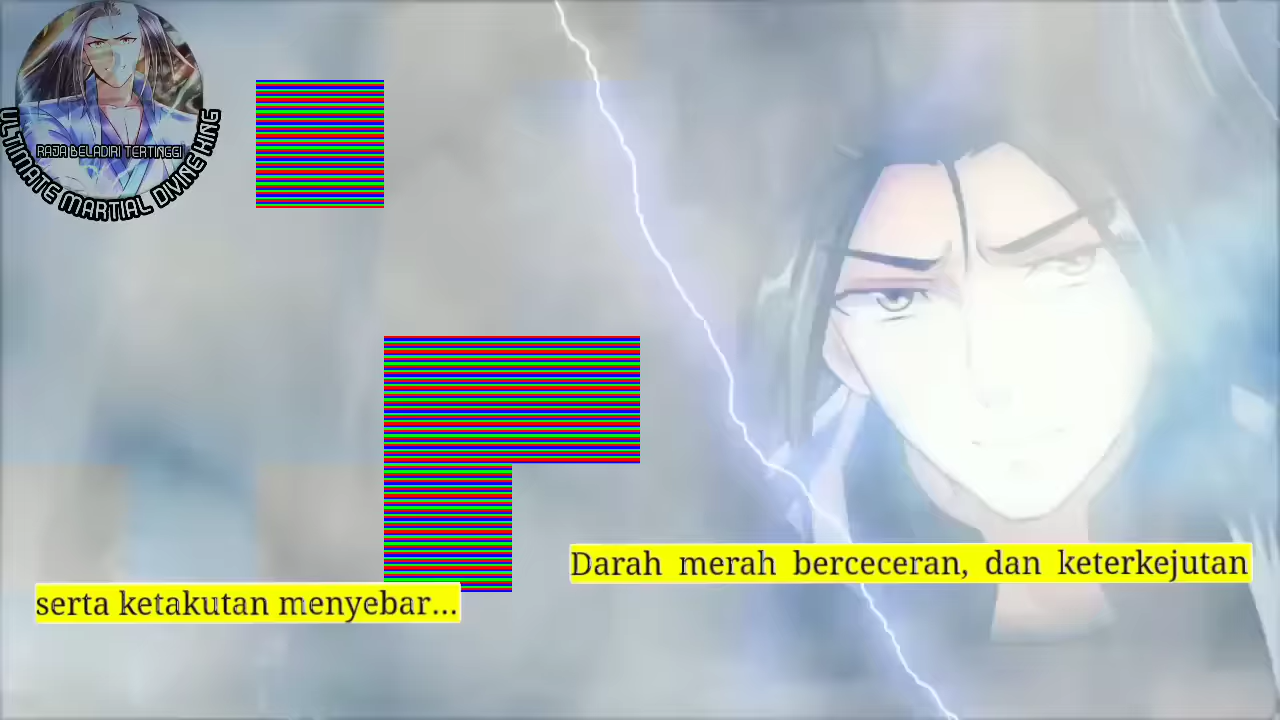 RAJA BELADIRI TERTINGGI
ULTIMATE MARTIAL DIVINE KING
Darah merah berceceran, dan keterkejutan
serta ketakutan menyebar...